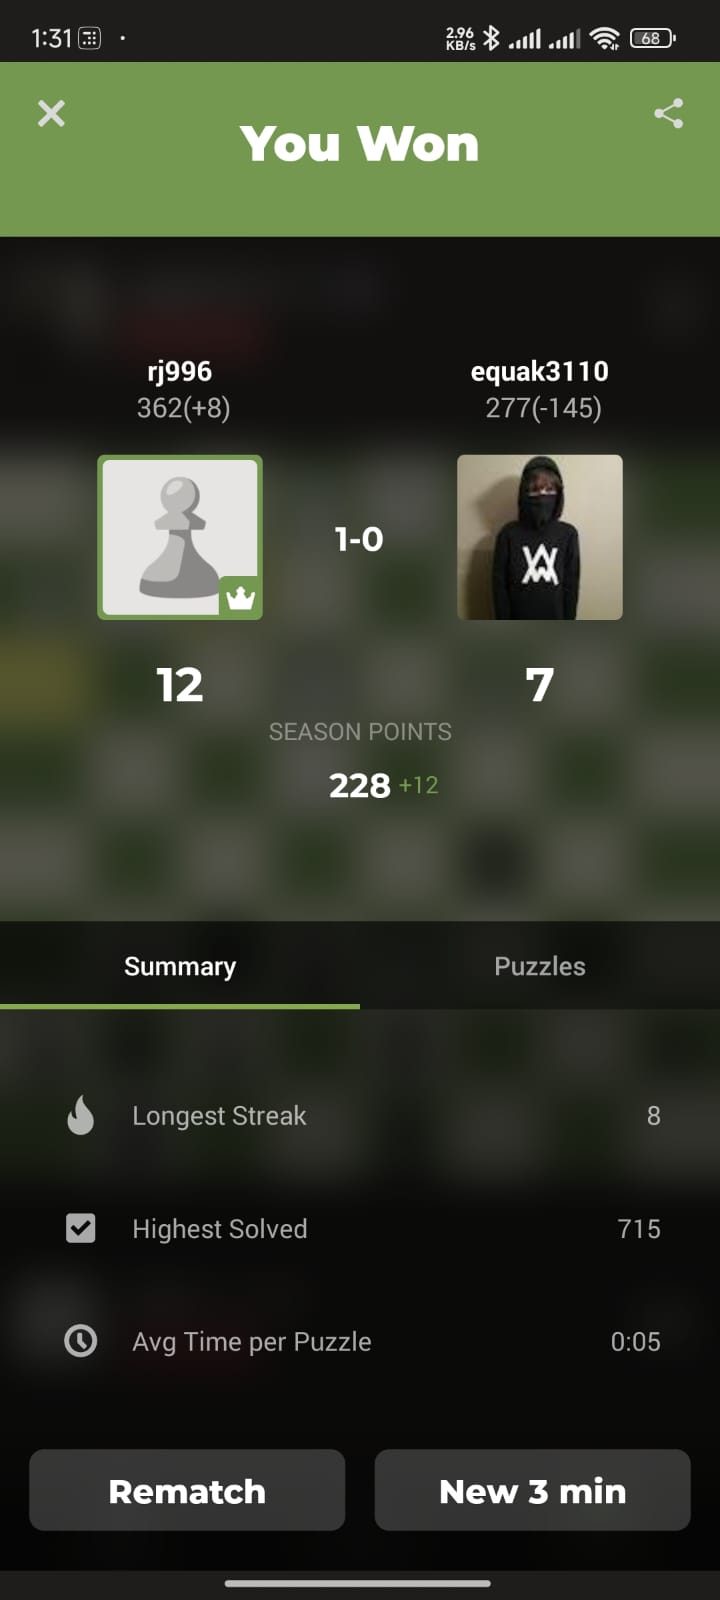 1:31
2.96
KB/s
68
You Won
rj996
362(+8)
equak3110
277(-145)
1-0
12
7
SEASON POINTS
228 +12
Summary
Puzzles
Longest Streak 8
Highest Solved 715
Avg Time per Puzzle 0:05
Rematch
New 3 min